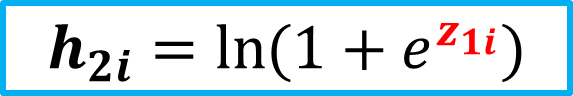 h₂ᵢ = ln(1 + e^{z₁ᵢ})